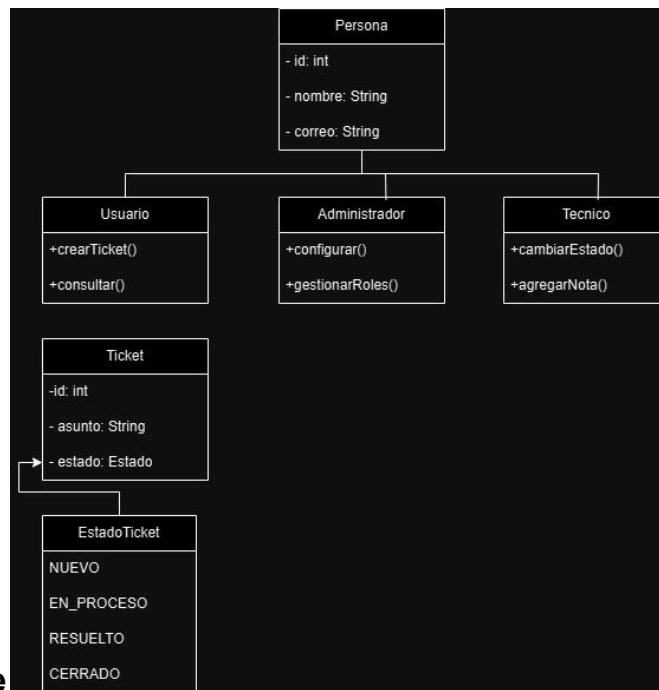 Persona
- id: int
- nombre: String
- correo: String
Usuario
+crearTicket()
+consultar()
Administrador
+configurar()
+gestionarRoles()
Tecnico
+cambiarEstado()
+agregarNota()
Ticket
-id: int
- asunto: String
- estado: Estado
EstadoTicket
NUEVO
EN_PROCESO
RESUELTO
CERRADO
e